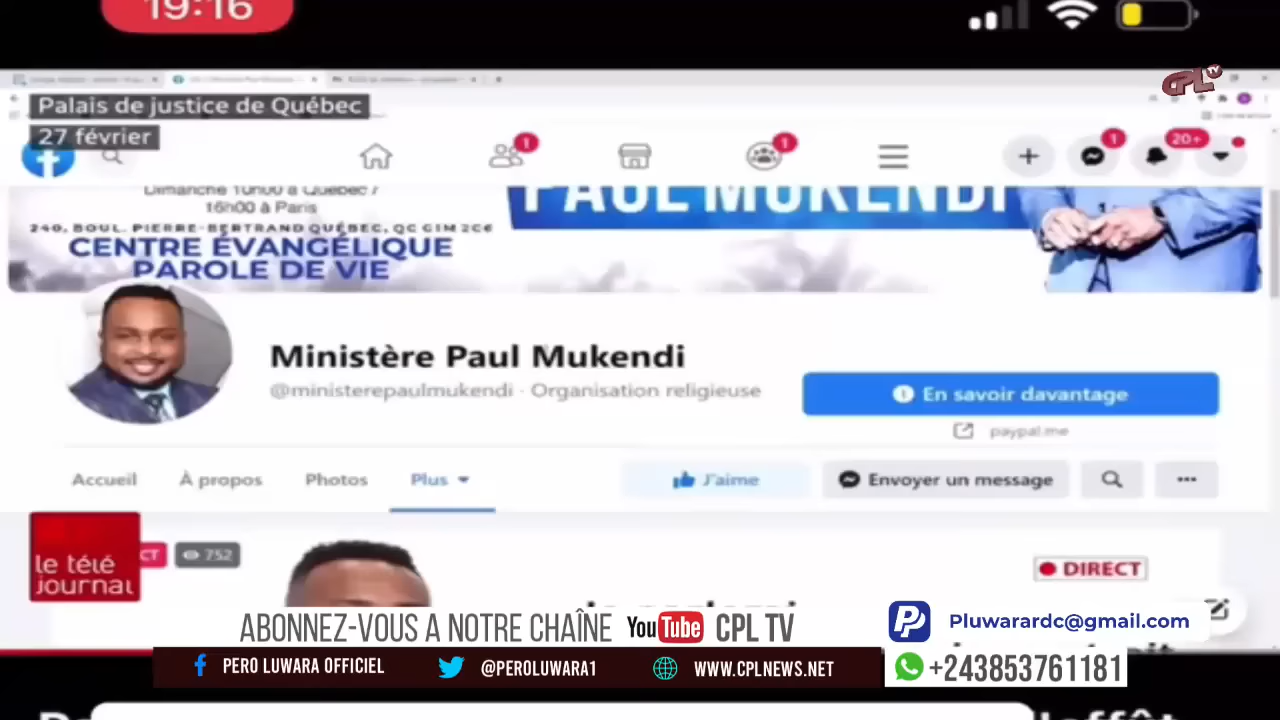 19:16
CPL TV
Palais de justice de Québec
27 février
1
1
1
20+
Dimanche 10h00 à Québec /
16h00 à Paris
240, BOUL. PIERRE-BERTRAND QUÉBEC, QC G1M 2C6
CENTRE ÉVANGÉLIQUE
PAROLE DE VIE
PAUL MUKENDI
Ministère Paul Mukendi
@ministerepaulmukendi · Organisation religieuse
En savoir davantage
paypal.me
Accueil À propos Photos Plus
J'aime
Envoyer un message
le télé
journal
CT
752
DIRECT
ABONNEZ-VOUS A NOTRE CHAÎNE YouTube CPL TV
Pluwarardc@gmail.com
PERO LUWARA OFFICIEL
@PEROLUWARA1
WWW.CPLNEWS.NET
+243853761181